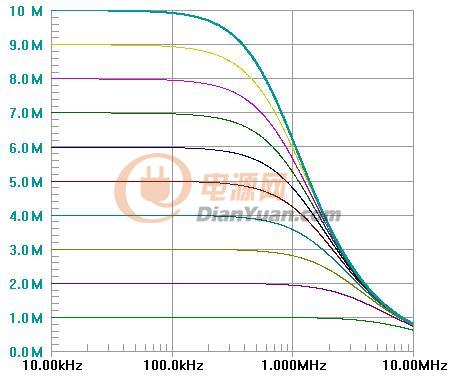 10 M
9.0 M
8.0 M
7.0 M
6.0 M
5.0 M
4.0 M
3.0 M
2.0 M
1.0 M
0.0 M
电源网
DianYuan.com
10.00kHz
100.0kHz
1.000MHz
10.00MHz